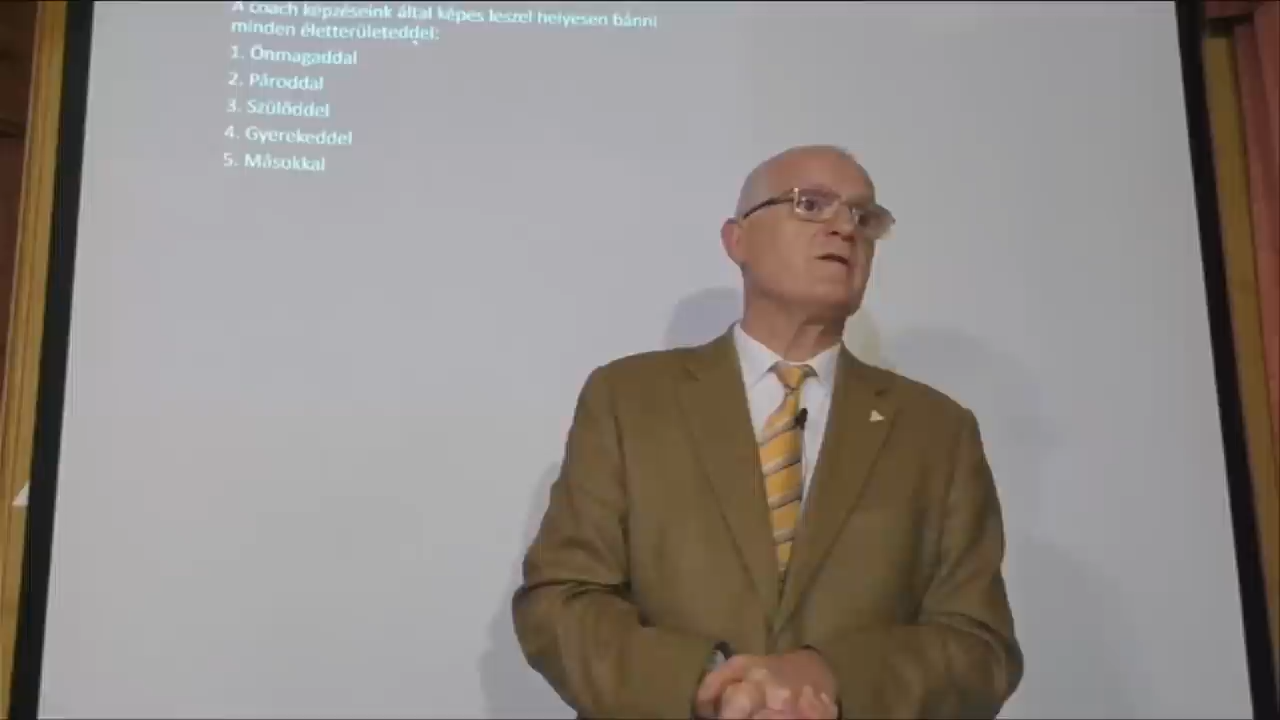 A coach képzéseink által képes leszel helyesen bánni
minden életterületeddel:
1. Önmagaddal
2. Pároddal
3. Szülőddel
4. Gyerekeddel
5. Másokkal